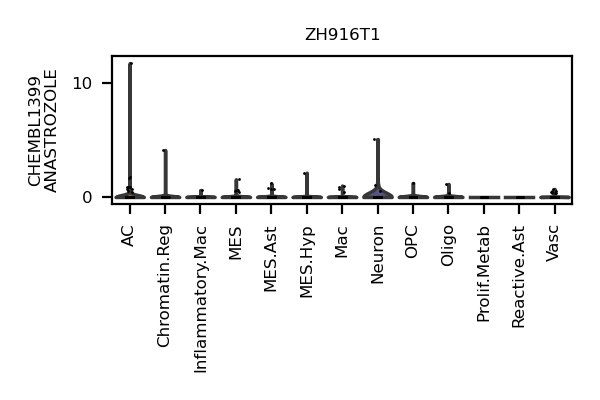 ZH916T1
CHEMBL1399
ANASTROZOLE
10
0
AC
Chromatin.Reg
Inflammatory.Mac
MES
MES.Ast
MES.Hyp
Mac
Neuron
OPC
Oligo
Prolif.Metab
Reactive.Ast
Vasc